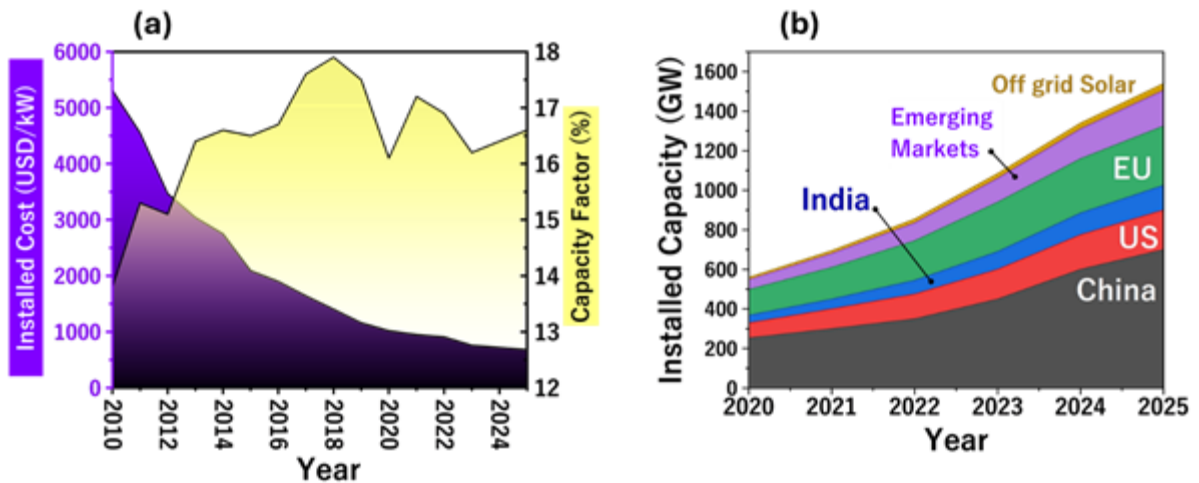 (a)
Installed Cost (USD/kW)
6000
5000
4000
3000
2000
1000
0
18
17
16
15
14
13
12
Capacity Factor (%)
2010
2012
2014
2016
2018
2020
2022
2024
Year
(b)
Installed Capacity (GW)
1600
1400
1200
1000
800
600
400
200
0
Off grid Solar
Emerging
Markets
India
EU
US
China
2020
2021
2022
2023
2024
2025
Year